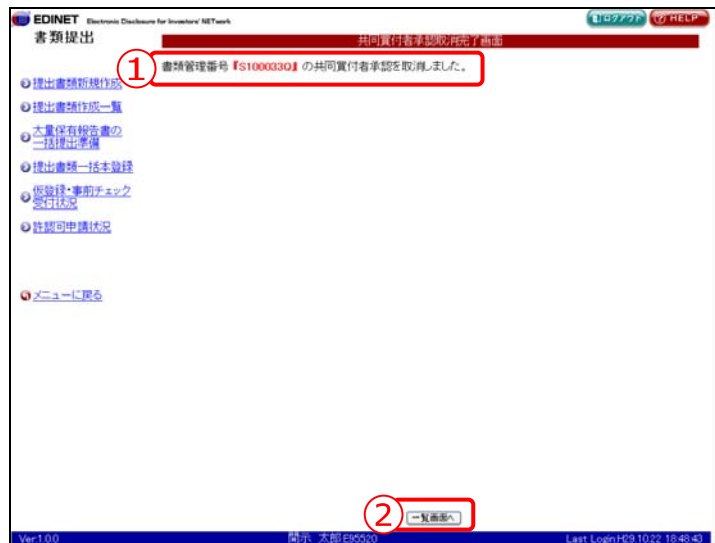 EDINET Electronic Disclosure for Investors' NETwork
ログアウト HELP
書類提出
共同買付者承認取消完了画面
① 書類管理番号『S100033Q』の共同買付者承認を取消しました。
提出書類新規作成
提出書類作成一覧
大量保有報告書の
一括提出準備
提出書類一括本登録
仮登録・事前チェック
受付状況
許認可申請状況
メニューに戻る
② 一覧画面へ
Ver.1.0.0 開示 太郎 E95520 Last Login:H29.10.22 18:48:43